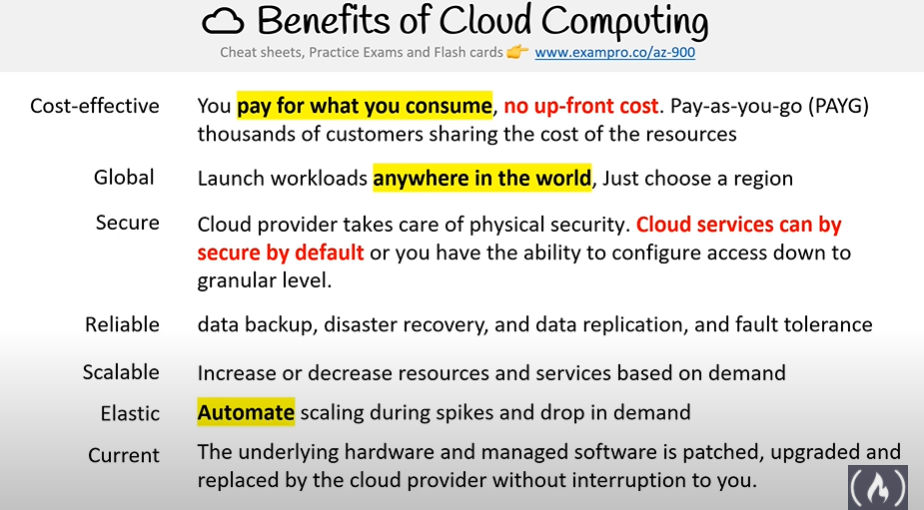 Benefits of Cloud Computing
Cheat sheets, Practice Exams and Flash cards 👉 www.exampro.co/az-900
Cost-effective You pay for what you consume, no up-front cost. Pay-as-you-go (PAYG)
thousands of customers sharing the cost of the resources
Global Launch workloads anywhere in the world, Just choose a region
Secure Cloud provider takes care of physical security. Cloud services can by
secure by default or you have the ability to configure access down to
granular level.
Reliable data backup, disaster recovery, and data replication, and fault tolerance
Scalable Increase or decrease resources and services based on demand
Elastic Automate scaling during spikes and drop in demand
Current The underlying hardware and managed software is patched, upgraded and
replaced by the cloud provider without interruption to you.